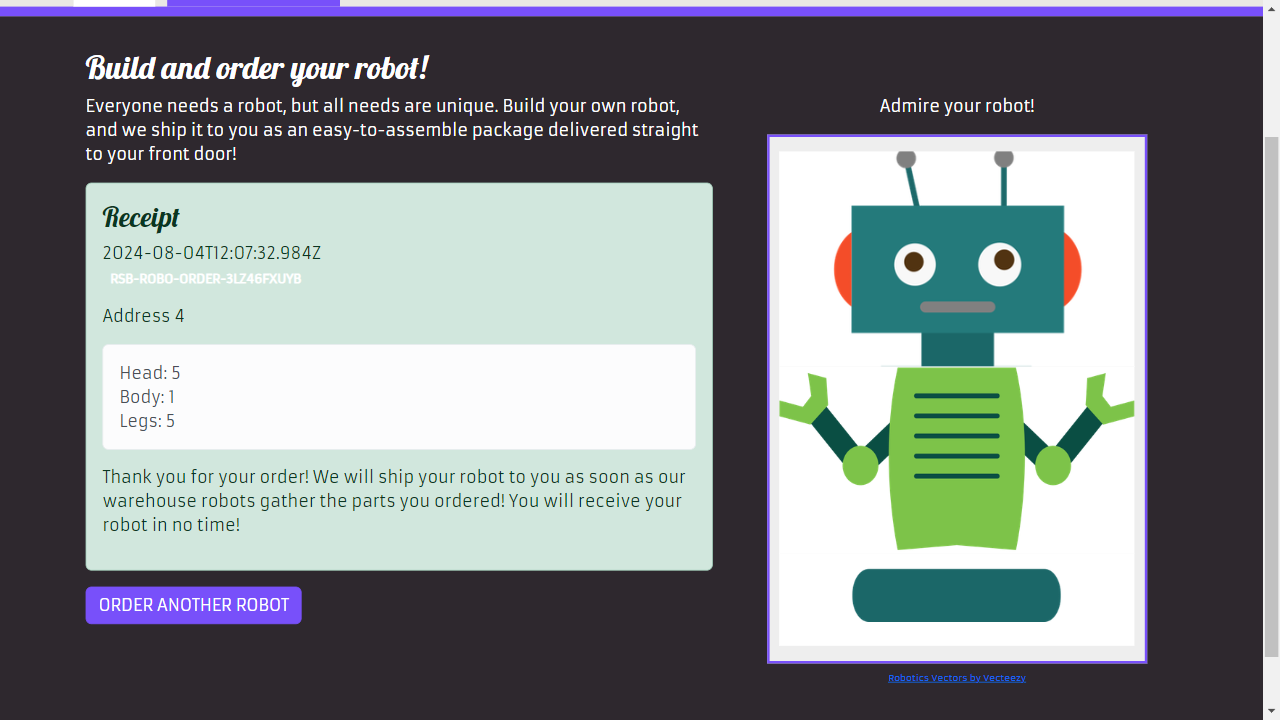 Build and order your robot!
Everyone needs a robot, but all needs are unique. Build your own robot,
and we ship it to you as an easy-to-assemble package delivered straight
to your front door!
Receipt
2024-08-04T12:07:32.984Z
RSB-ROBO-ORDER-3LZ46FXUYB
Address 4
Head: 5
Body: 1
Legs: 5
Thank you for your order! We will ship your robot to you as soon as our
warehouse robots gather the parts you ordered! You will receive your
robot in no time!
ORDER ANOTHER ROBOT
Admire your robot!
Robotics Vectors by Vecteezy